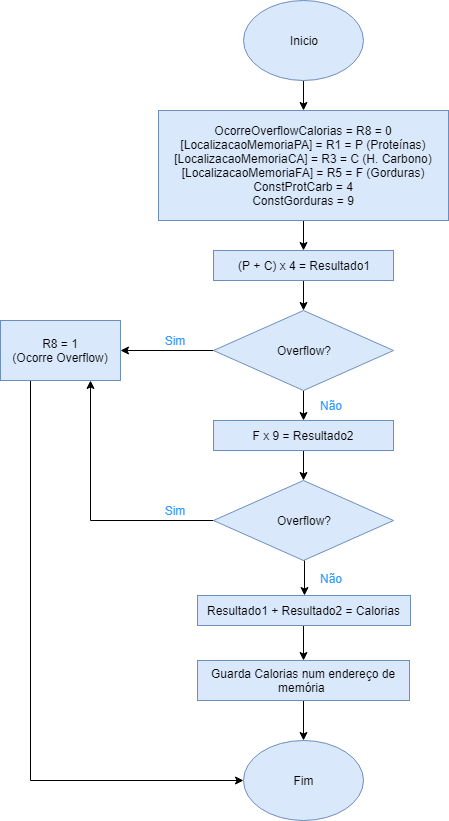 Inicio
OcorreOverflowCalorias = R8 = 0
[LocalizacaoMemoriaPA] = R1 = P (Proteínas)
[LocalizacaoMemoriaCA] = R3 = C (H. Carbono)
[LocalizacaoMemoriaFA] = R5 = F (Gorduras)
ConstProtCarb = 4
ConstGorduras = 9
(P + C) x 4 = Resultado1
Overflow?
Sim
R8 = 1
(Ocorre Overflow)
Não
F x 9 = Resultado2
Overflow?
Sim
Não
Resultado1 + Resultado2 = Calorias
Guarda Calorias num endereço de
memória
Fim